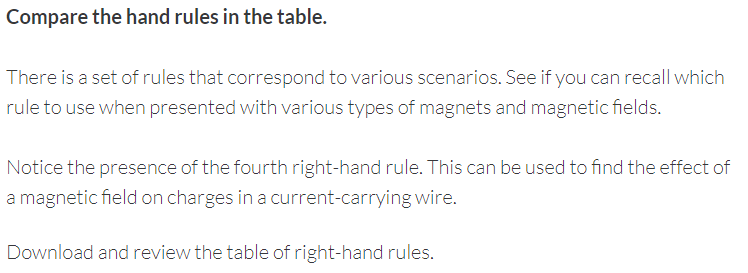 Compare the hand rules in the table.
There is a set of rules that correspond to various scenarios. See if you can recall which
rule to use when presented with various types of magnets and magnetic fields.
Notice the presence of the fourth right-hand rule. This can be used to find the effect of
a magnetic field on charges in a current-carrying wire.
Download and review the table of right-hand rules.